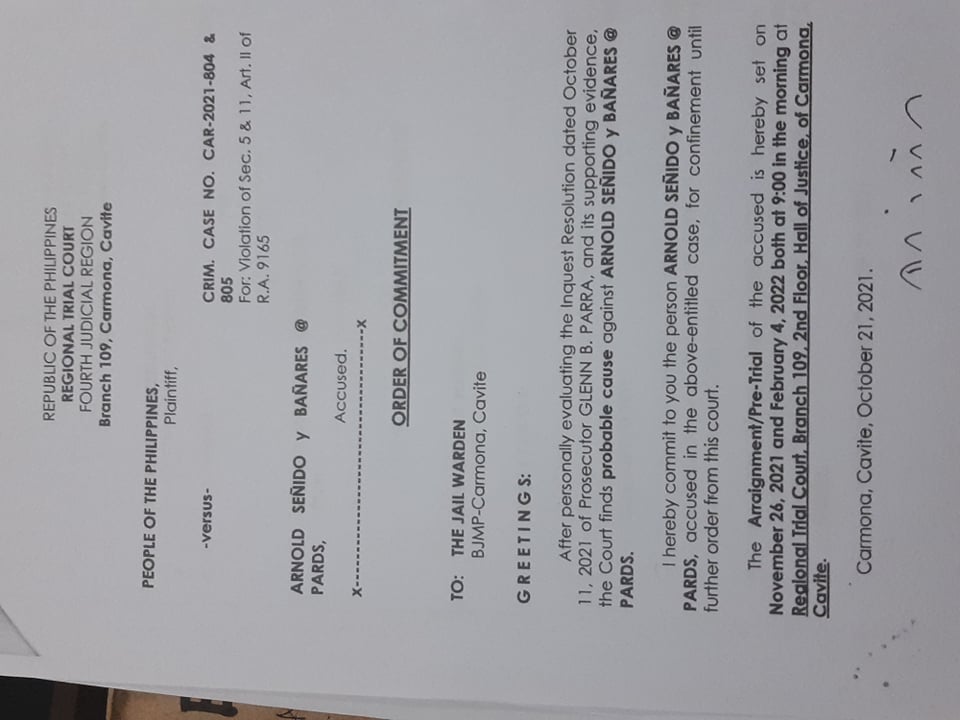 REPUBLIC OF THE PHILIPPINES
REGIONAL TRIAL COURT
FOURTH JUDICIAL REGION
Branch 109, Carmona, Cavite
PEOPLE OF THE PHILIPPINES,
Plaintiff,
-versus-
CRIM. CASE NO. CAR-2021-804 &
805
For: Violation of Sec. 5 & 11, Art. II of
R.A. 9165
ARNOLD SEÑIDO y BAÑARES @
PARDS,
Accused.
x-------------------------------------x
ORDER OF COMMITMENT
TO: THE JAIL WARDEN
BJMP-Carmona, Cavite
G R E E T I N G S:
After personally evaluating the Inquest Resolution dated October
11, 2021 of Prosecutor GLENN B. PARRA, and its supporting evidence,
the Court finds probable cause against ARNOLD SEÑIDO y BAÑARES @
PARDS.
I hereby commit to you the person ARNOLD SEÑIDO y BAÑARES @
PARDS, accused in the above-entitled case, for confinement until
further order from this court.
The Arraignment/Pre-Trial of the accused is hereby set on
November 26, 2021 and February 4, 2022 both at 9:00 in the morning at
Regional Trial Court, Branch 109, 2nd Floor, Hall of Justice, of Carmona,
Cavite.
Carmona, Cavite, October 21, 2021.